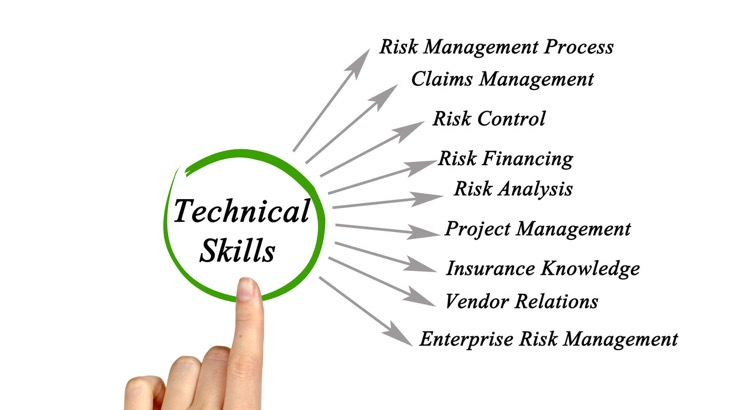 Technical
Skills
Risk Management Process
Claims Management
Risk Control
Risk Financing
Risk Analysis
Project Management
Insurance Knowledge
Vendor Relations
Enterprise Risk Management